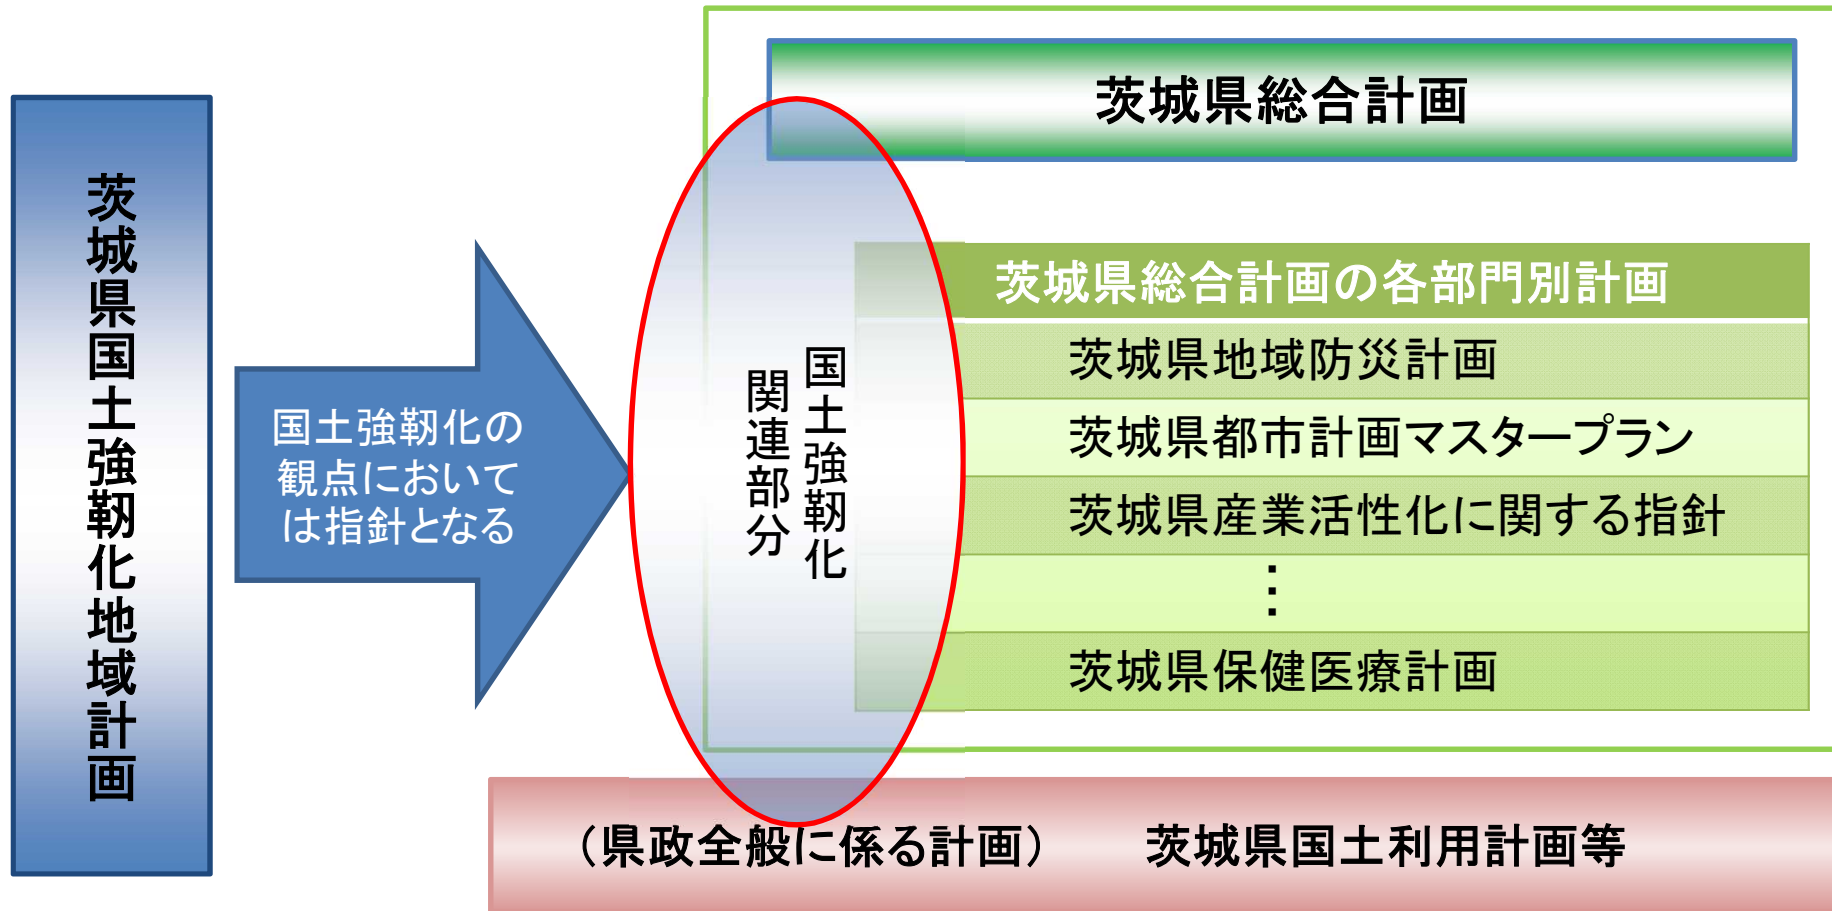 茨城県国土強靭化地域計画
国土強靭化の
観点において
は指針となる
国土強靭化
関連部分
茨城県総合計画
茨城県総合計画の各部門別計画
茨城県地域防災計画
茨城県都市計画マスタープラン
茨城県産業活性化に関する指針
⋮
茨城県保健医療計画
（県政全般に係る計画）　　茨城県国土利用計画等